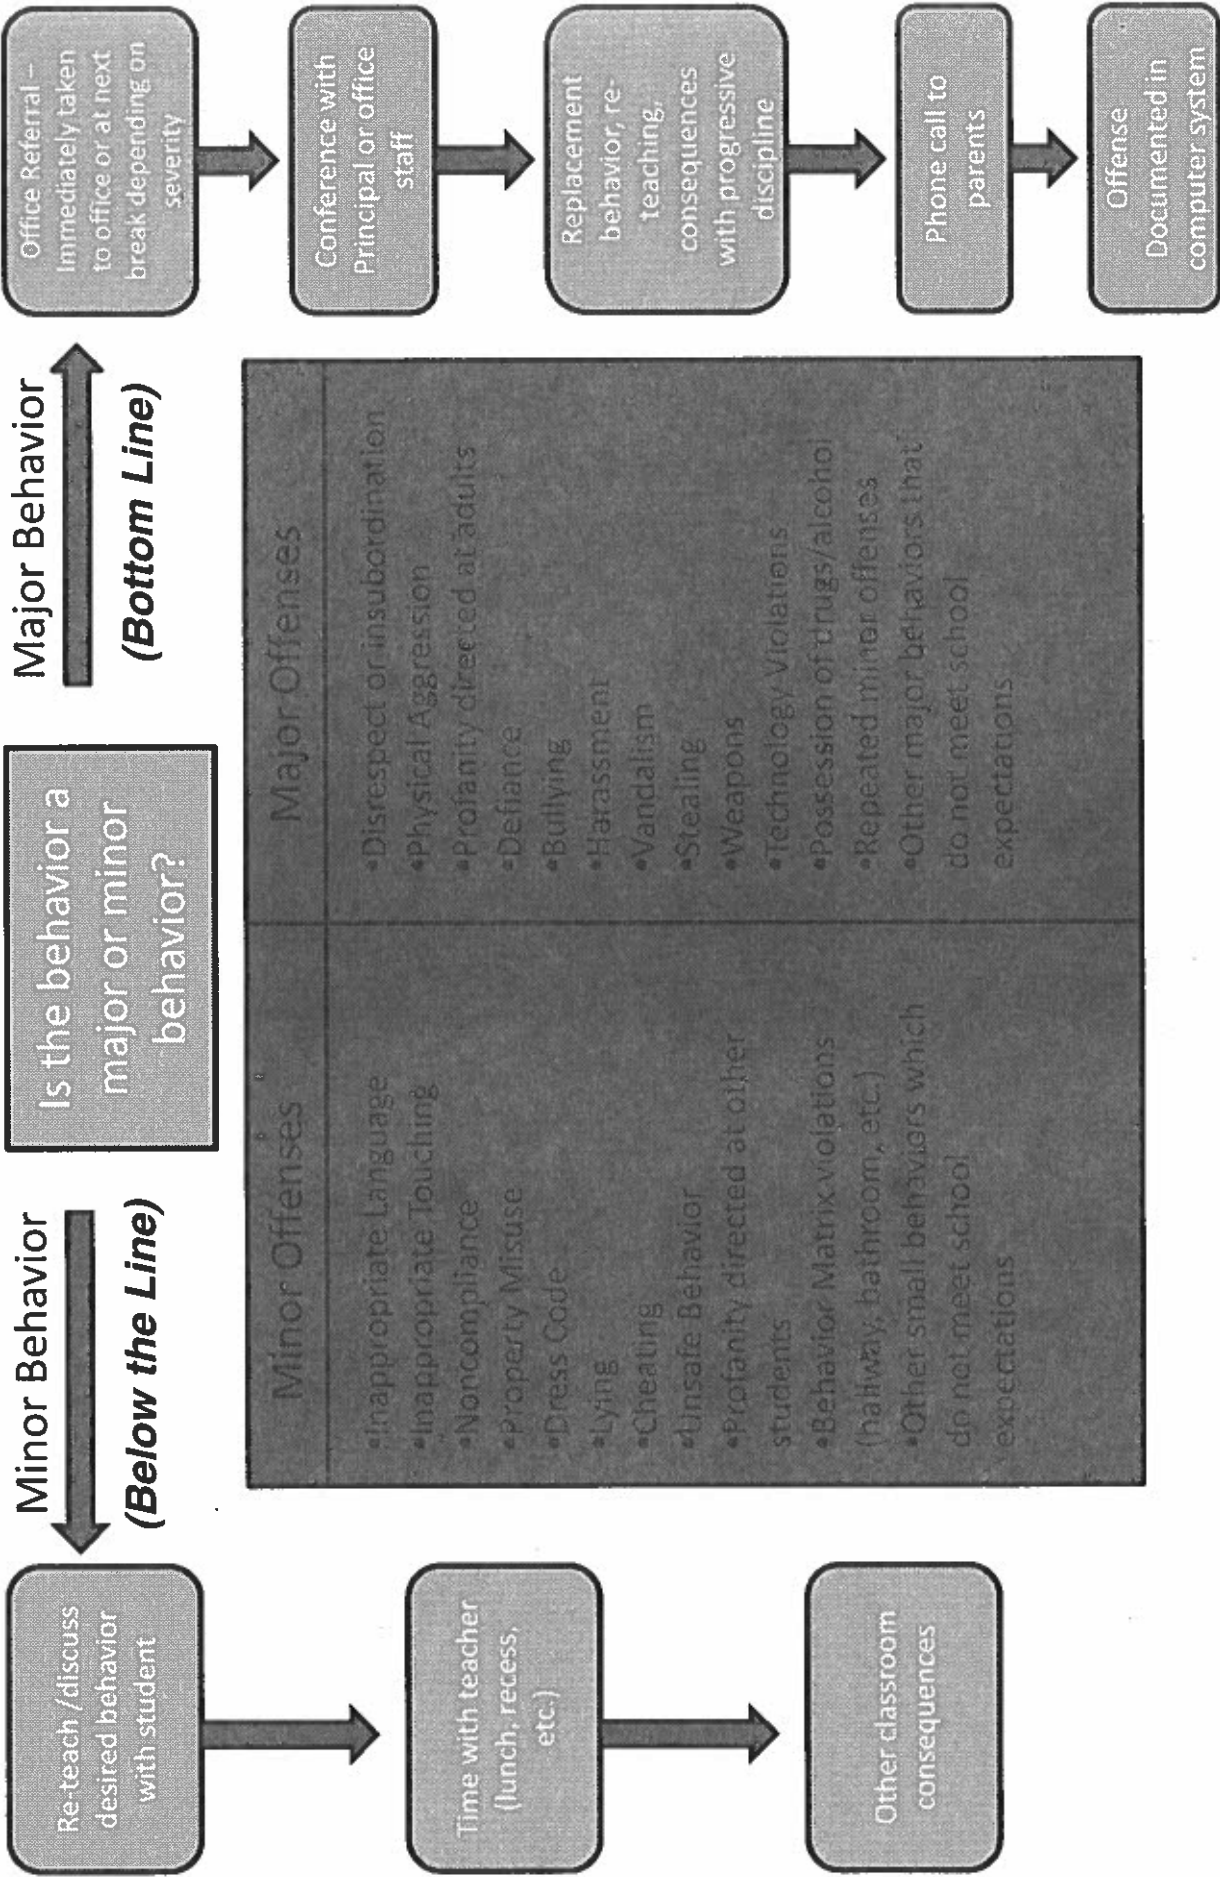 Minor Behavior
(Below the Line)
Is the behavior a
major or minor
behavior?
Major Behavior
(Bottom Line)
Re-teach /discuss
desired behavior
with student
Time with teacher
(lunch, recess,
etc.)
Other classroom
consequences
Minor Offenses
•Inappropriate Language
•Inappropriate Touching
•Noncompliance
•Property Misuse
•Dress Code
•Lying
•Cheating
•Unsafe Behavior
•Profanity directed at other
students
•Behavior Matrix violations
(hallway, bathroom, etc.)
•Other small behaviors which
do not meet school
expectations
Major Offenses
•Disrespect or insubordination
•Physical Aggression
•Profanity directed at adults
•Defiance
•Bullying
•Harassment
•Vandalism
•Stealing
•Weapons
•Technology Violations
•Possession of drugs/alcohol
•Repeated minor offenses
•Other major behaviors that
do not meet school
expectations
Office Referral –
Immediately taken
to office or at next
break depending on
severity
Conference with
Principal or office
staff
Replacement
behavior, re-
teaching,
consequences
with progressive
discipline
Phone call to
parents
Offense
Documented in
computer system